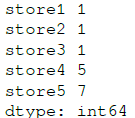 store1 1
store2 1
store3 1
store4 5
store5 7
dtype: int64